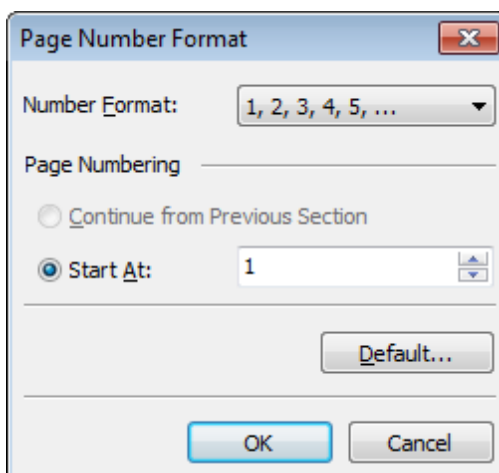 Page Number Format
Number Format: 1, 2, 3, 4, 5, ...
Page Numbering
Continue from Previous Section
Start At: 1
Default...
OK Cancel